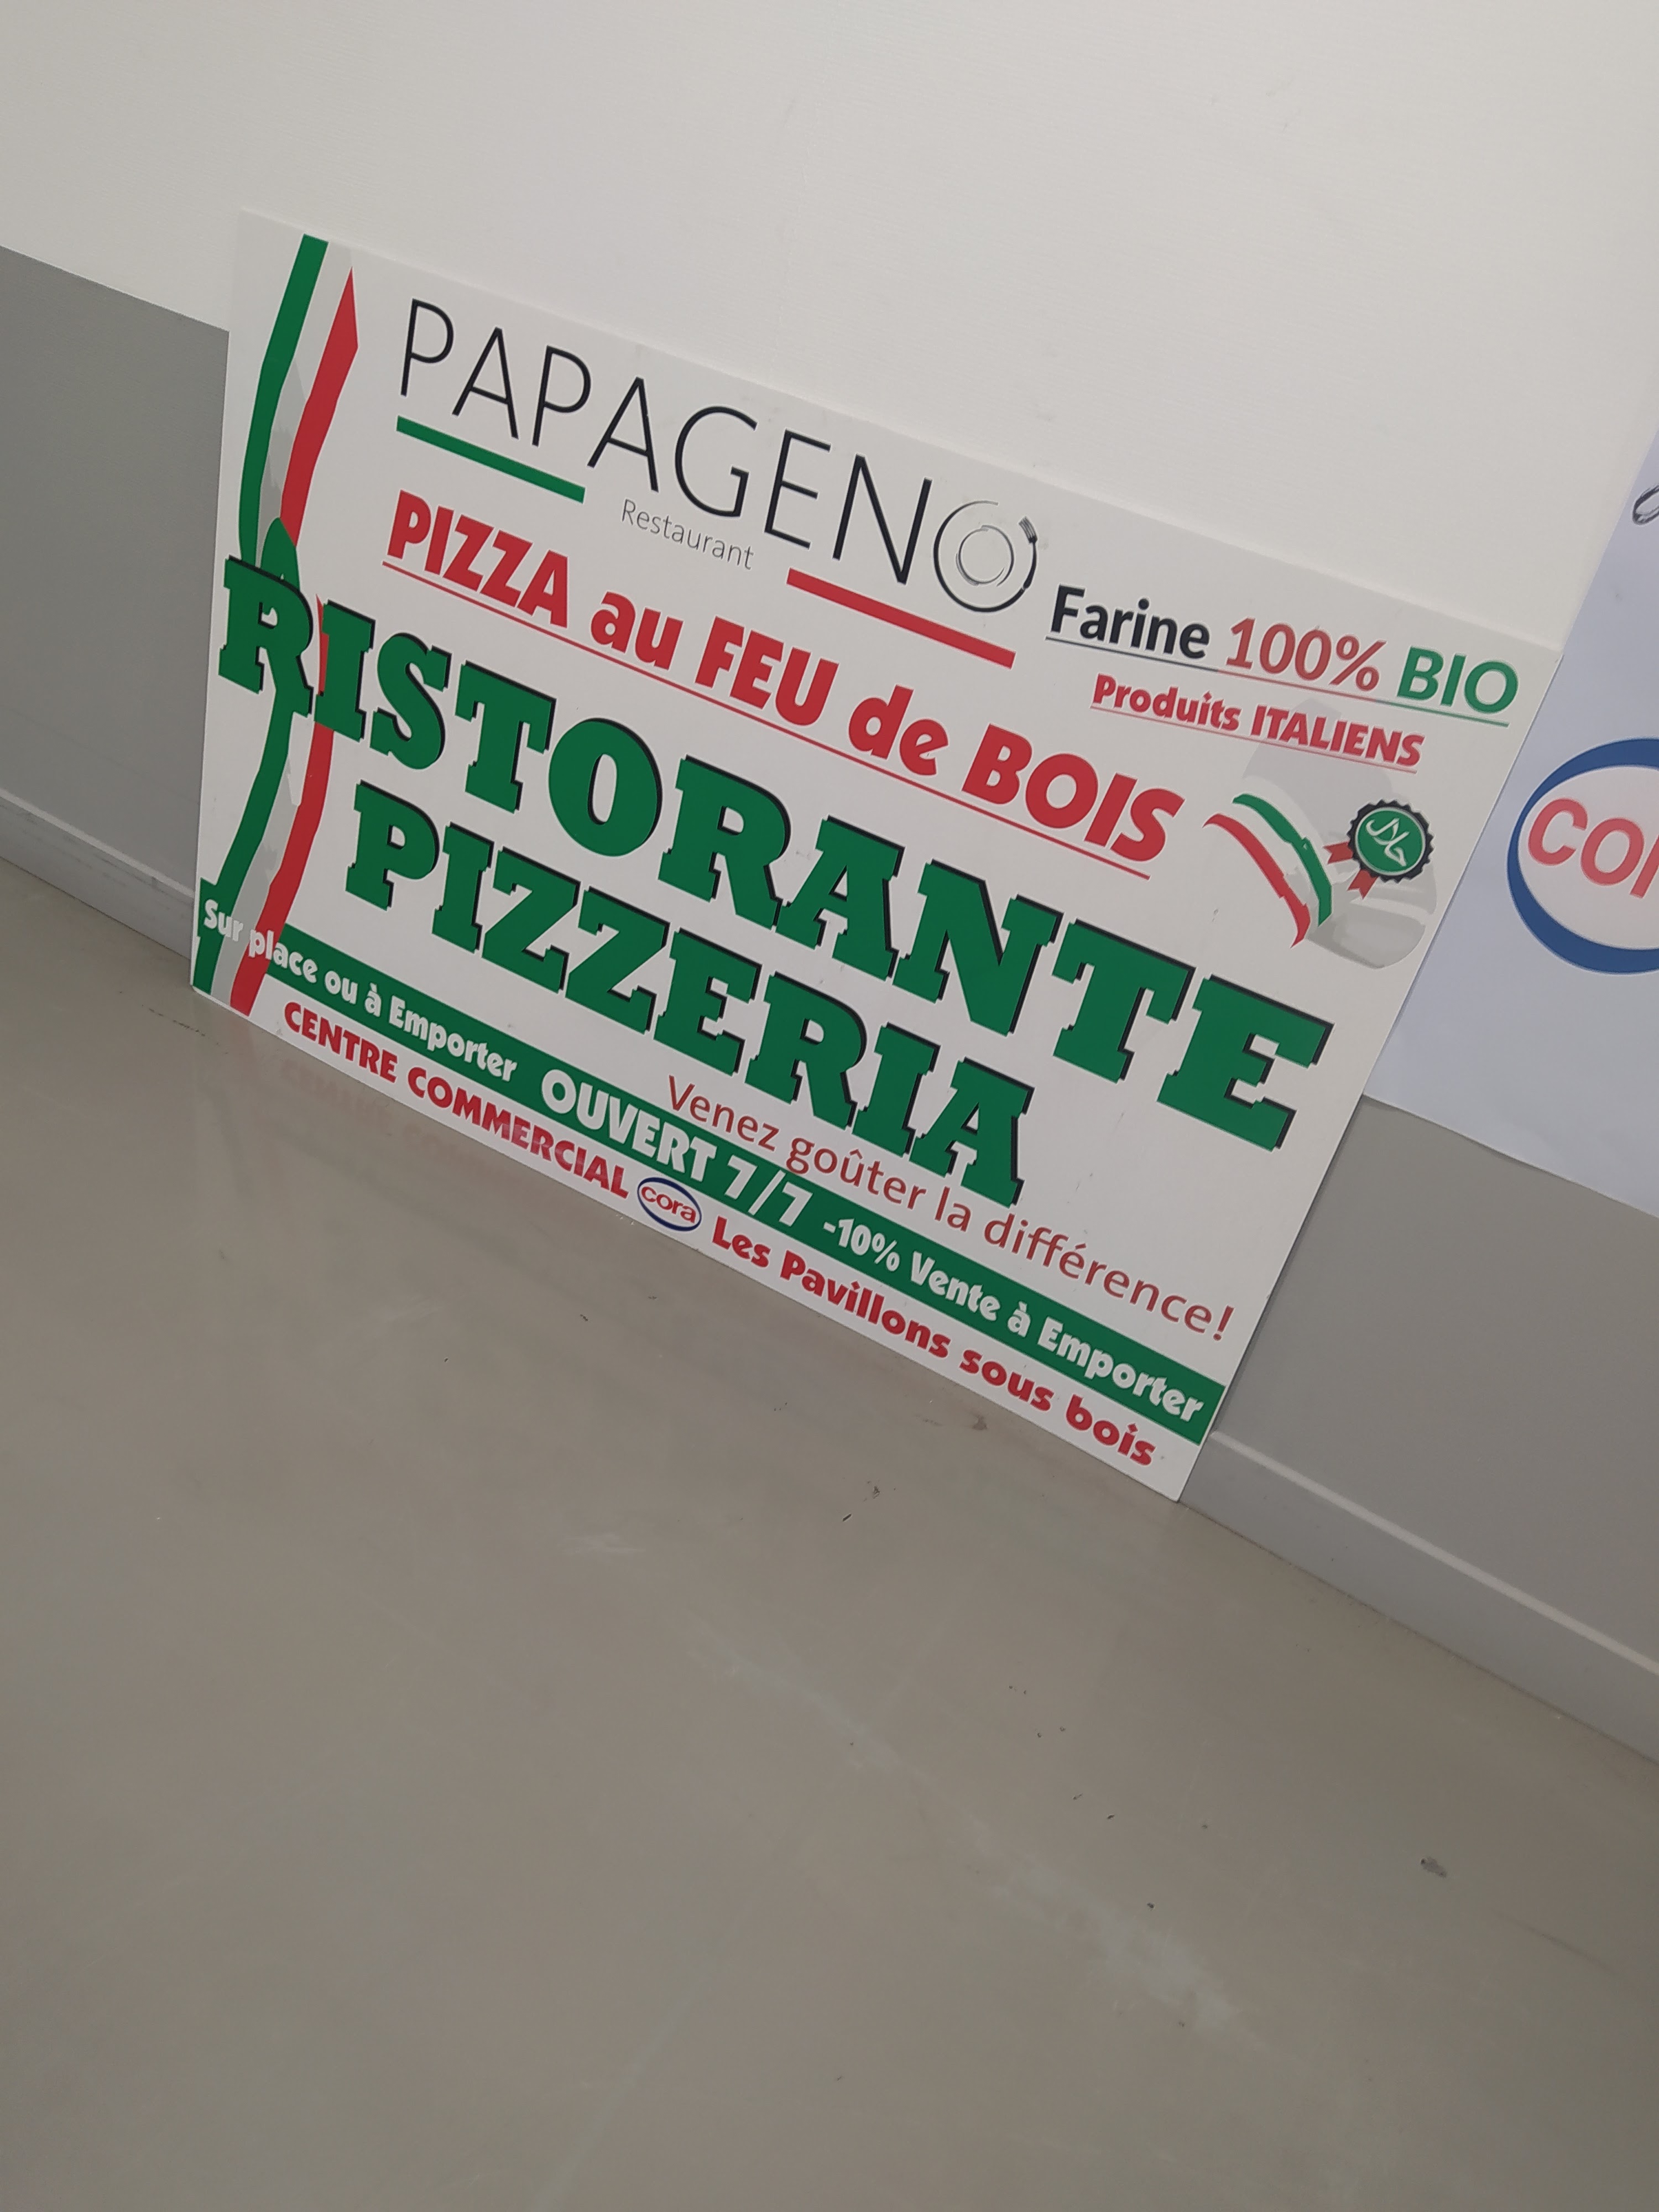 PAPAGENO
Restaurant
Farine 100% BIO
Produits ITALIENS
PIZZA au FEU de BOIS
حلال
RISTORANTE
PIZZERIA
Venez goûter la différence!
Sur place ou à Emporter OUVERT 7/7 -10% Vente à Emporter
CENTRE COMMERCIAL cora Les Pavillons sous bois